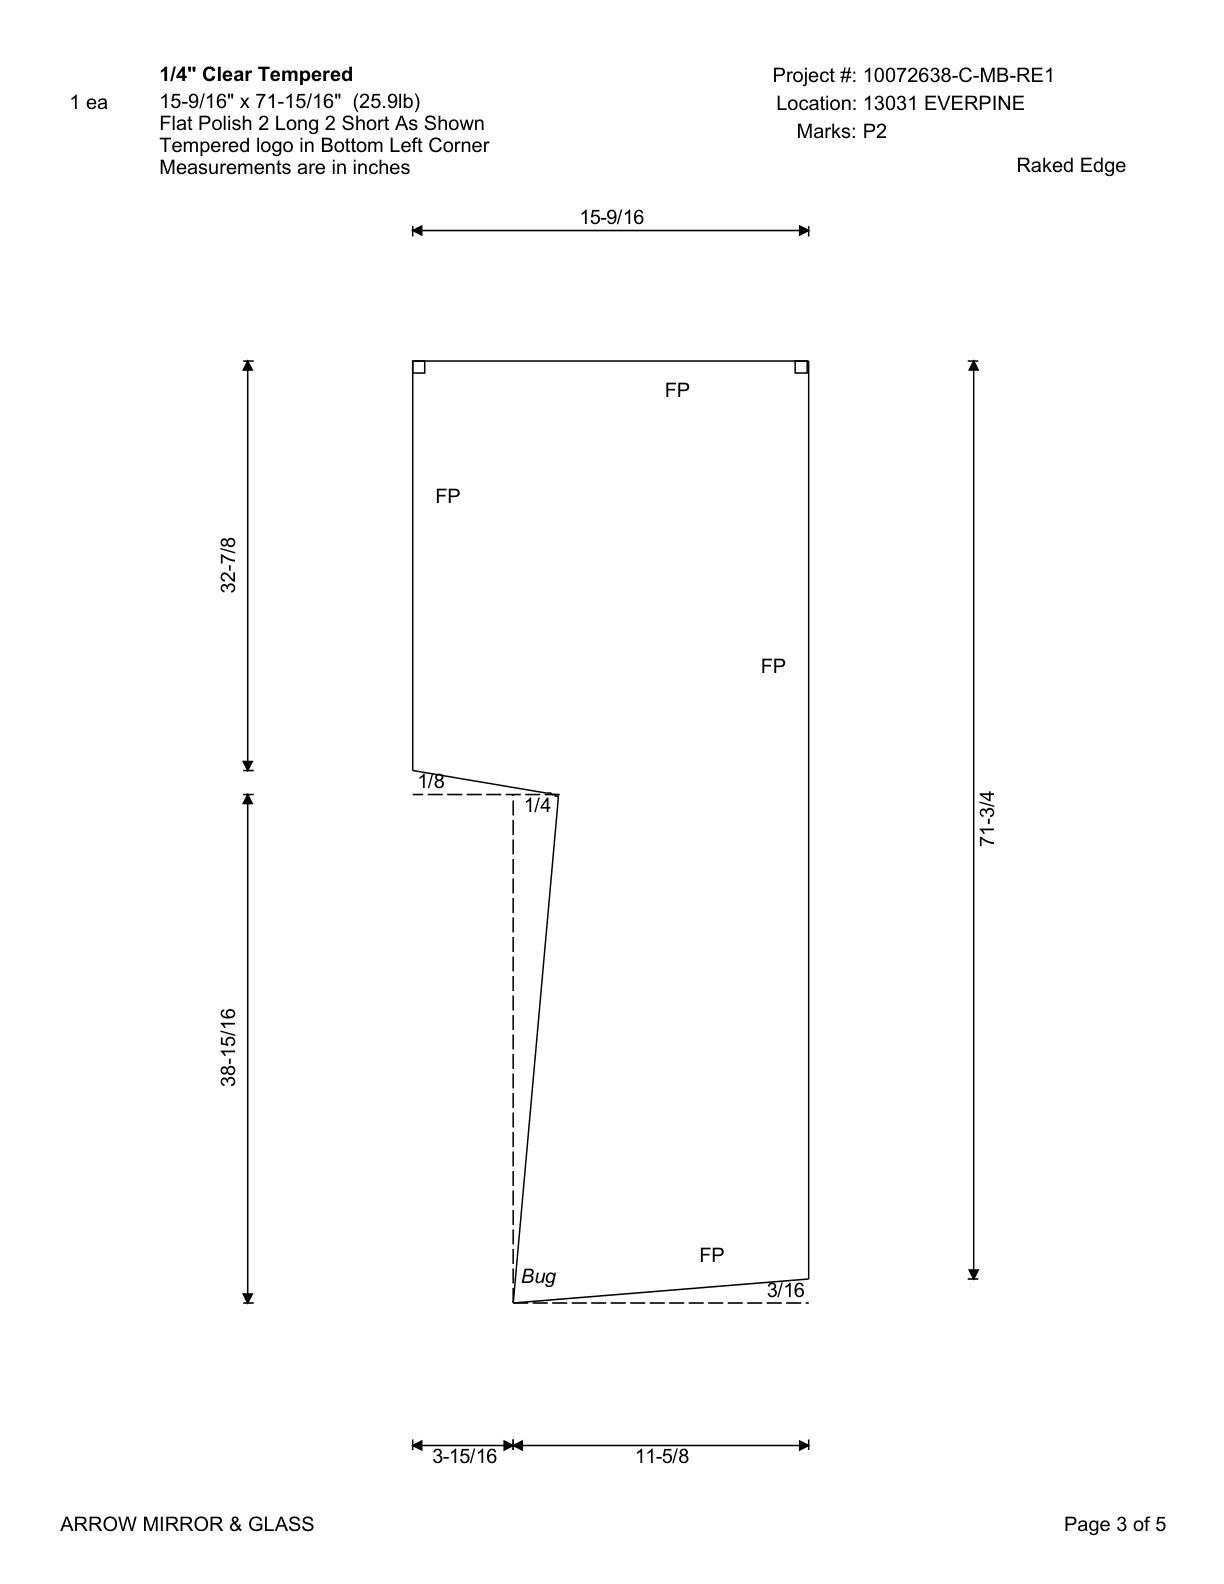 1/4" Clear Tempered
1 ea
15-9/16" x 71-15/16" (25.9lb)
Flat Polish 2 Long 2 Short As Shown
Tempered logo in Bottom Left Corner
Measurements are in inches
Project #: 10072638-C-MB-RE1
Location: 13031 EVERPINE
Marks: P2
Raked Edge
15-9/16
FP
FP
32-7/8
FP
1/8
1/4
71-3/4
38-15/16
FP
Bug
3/16
3-15/16
11-5/8
ARROW MIRROR & GLASS
Page 3 of 5